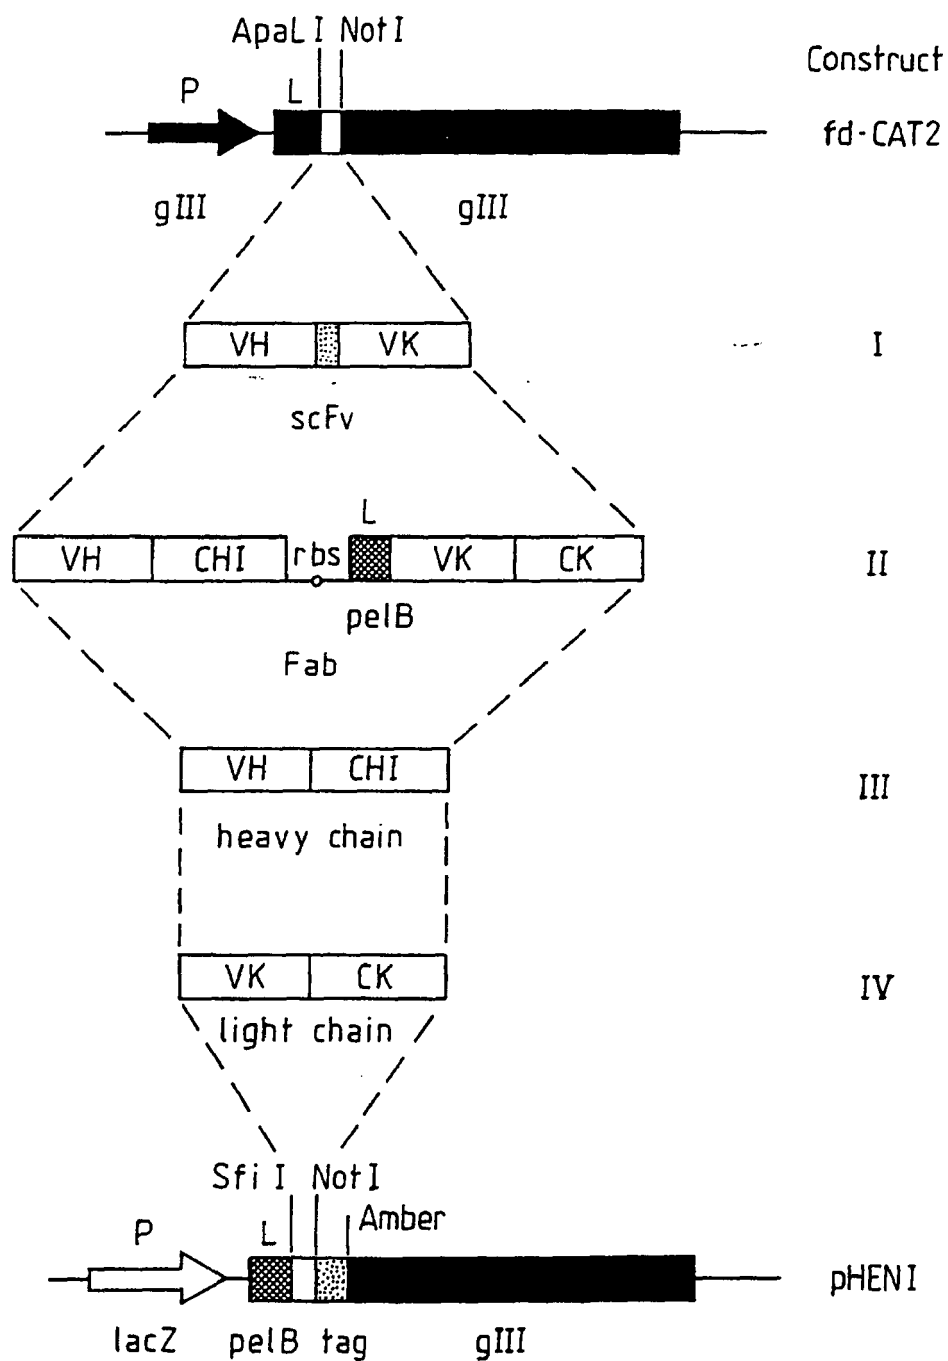 ApaL I Not I
Construct
P L
fd-CAT2
gIII gIII
VH VK I
scFv
L
VH CHI rbs VK CK II
pelB
Fab
VH CHI III
heavy chain
VK CK IV
light chain
Sfi I Not I
Amber
P L
pHENI
lacZ pelB tag gIII